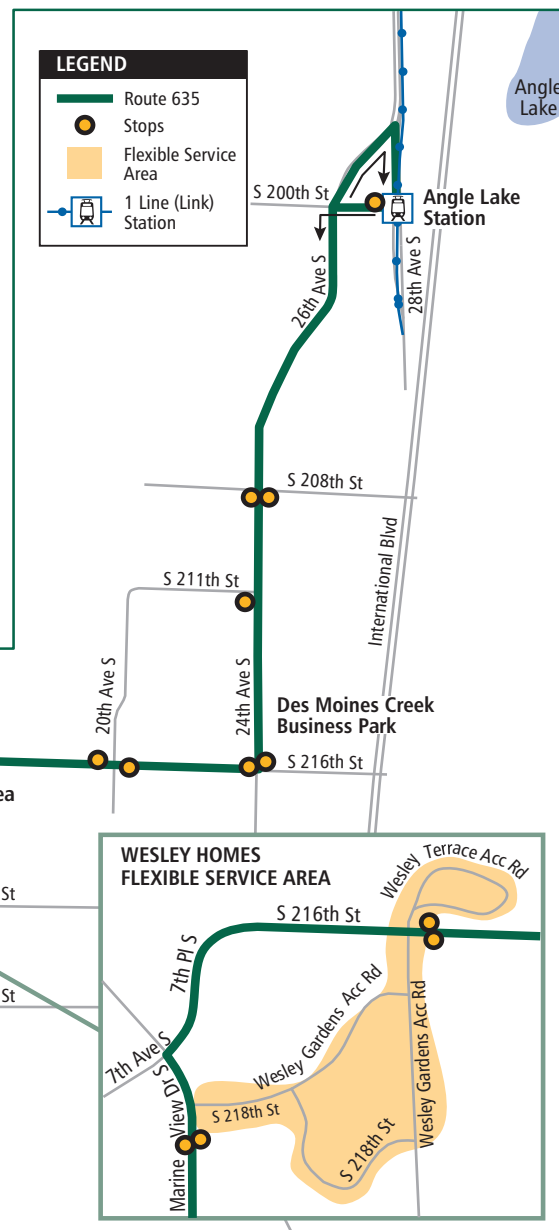 LEGEND
Route 635
Stops
Flexible Service
Area
1 Line (Link)
Station
Angle
Lake
S 200th St
Angle Lake
Station
26th Ave S
28th Ave S
S 208th St
International Blvd
S 211th St
20th Ave S
24th Ave S
Des Moines Creek
Business Park
S 216th St
ea
St
St
WESLEY HOMES
FLEXIBLE SERVICE AREA
Wesley Terrace Acc Rd
S 216th St
7th Pl S
Wesley Gardens Acc Rd
7th Ave S
Wesley Gardens Acc Rd
S 218th St
S 218th St
Marine View Dr S